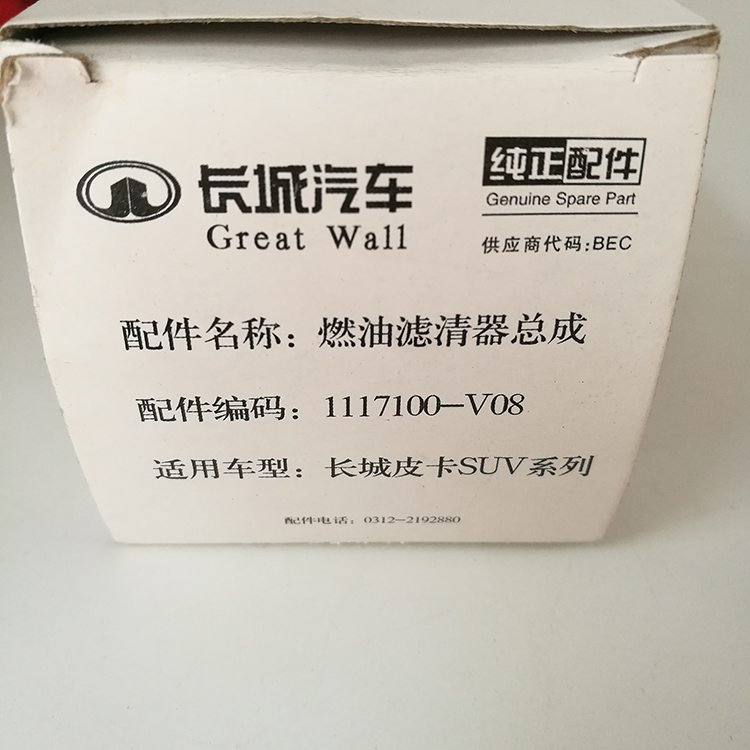 长城汽车
Great Wall
纯正配件
Genuine Spare Part
供应商代码:BEC
配件名称：燃油滤清器总成
配件编码：1117100-V08
适用车型：长城皮卡SUV系列
配件电话：0312-2192880